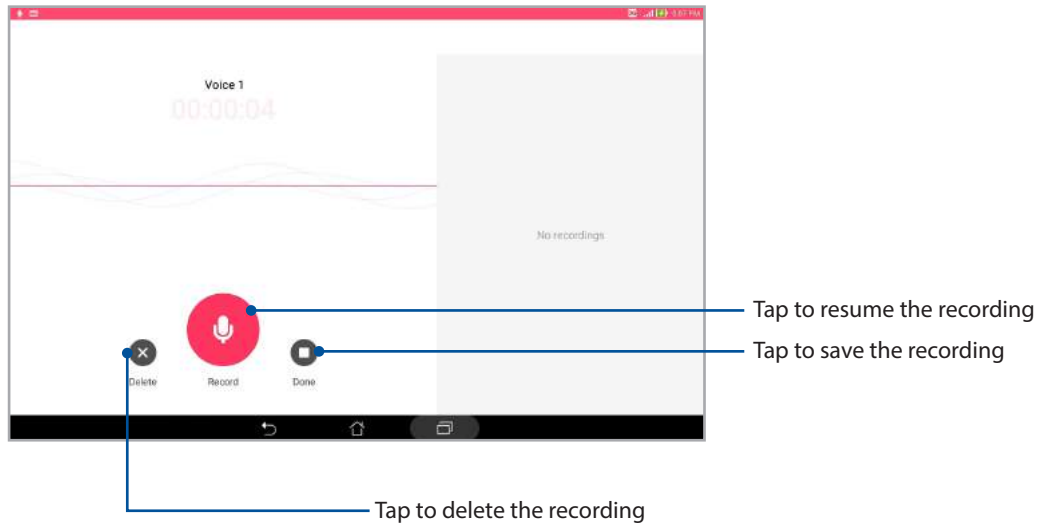 Voice 1
00:00:04
No recordings
Tap to resume the recording
Tap to save the recording
Delete
Record
Done
Tap to delete the recording